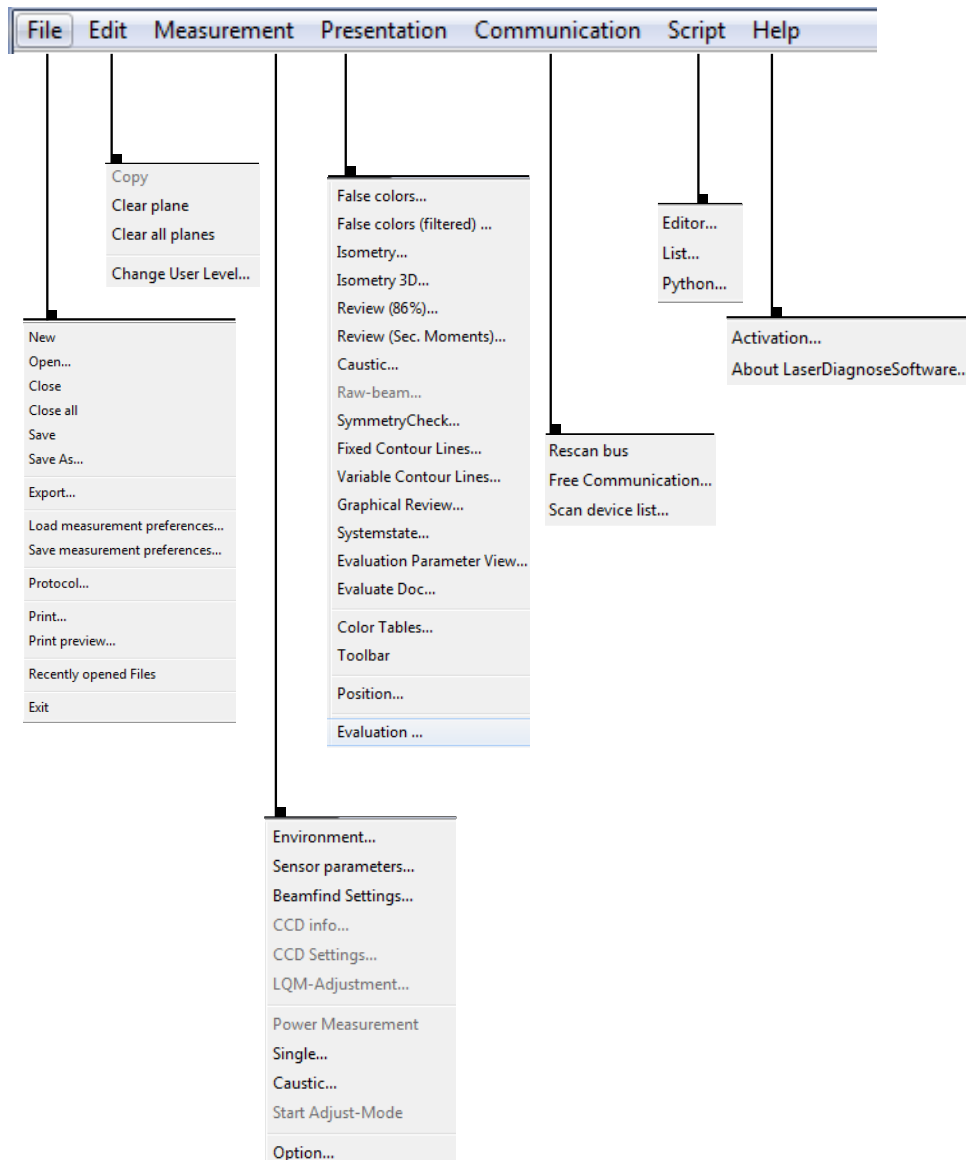 File Edit Measurement Presentation Communication Script Help
Copy
Clear plane
Clear all planes
Change User Level...
False colors...
False colors (filtered) ...
Isometry...
Isometry 3D...
Review (86%)...
Review (Sec. Moments)...
Caustic...
Raw-beam...
SymmetryCheck...
Fixed Contour Lines...
Variable Contour Lines...
Graphical Review...
Systemstate...
Evaluation Parameter View...
Evaluate Doc...
Color Tables...
Toolbar
Position...
Evaluation ...
Editor...
List...
Python...
New
Open...
Close
Close all
Save
Save As...
Export...
Load measurement preferences...
Save measurement preferences...
Protocol...
Print...
Print preview...
Recently opened Files
Exit
Activation...
About LaserDiagnoseSoftware..
Rescan bus
Free Communication...
Scan device list...
Environment...
Sensor parameters...
Beamfind Settings...
CCD info...
CCD Settings...
LQM-Adjustment...
Power Measurement
Single...
Caustic...
Start Adjust-Mode
Option...